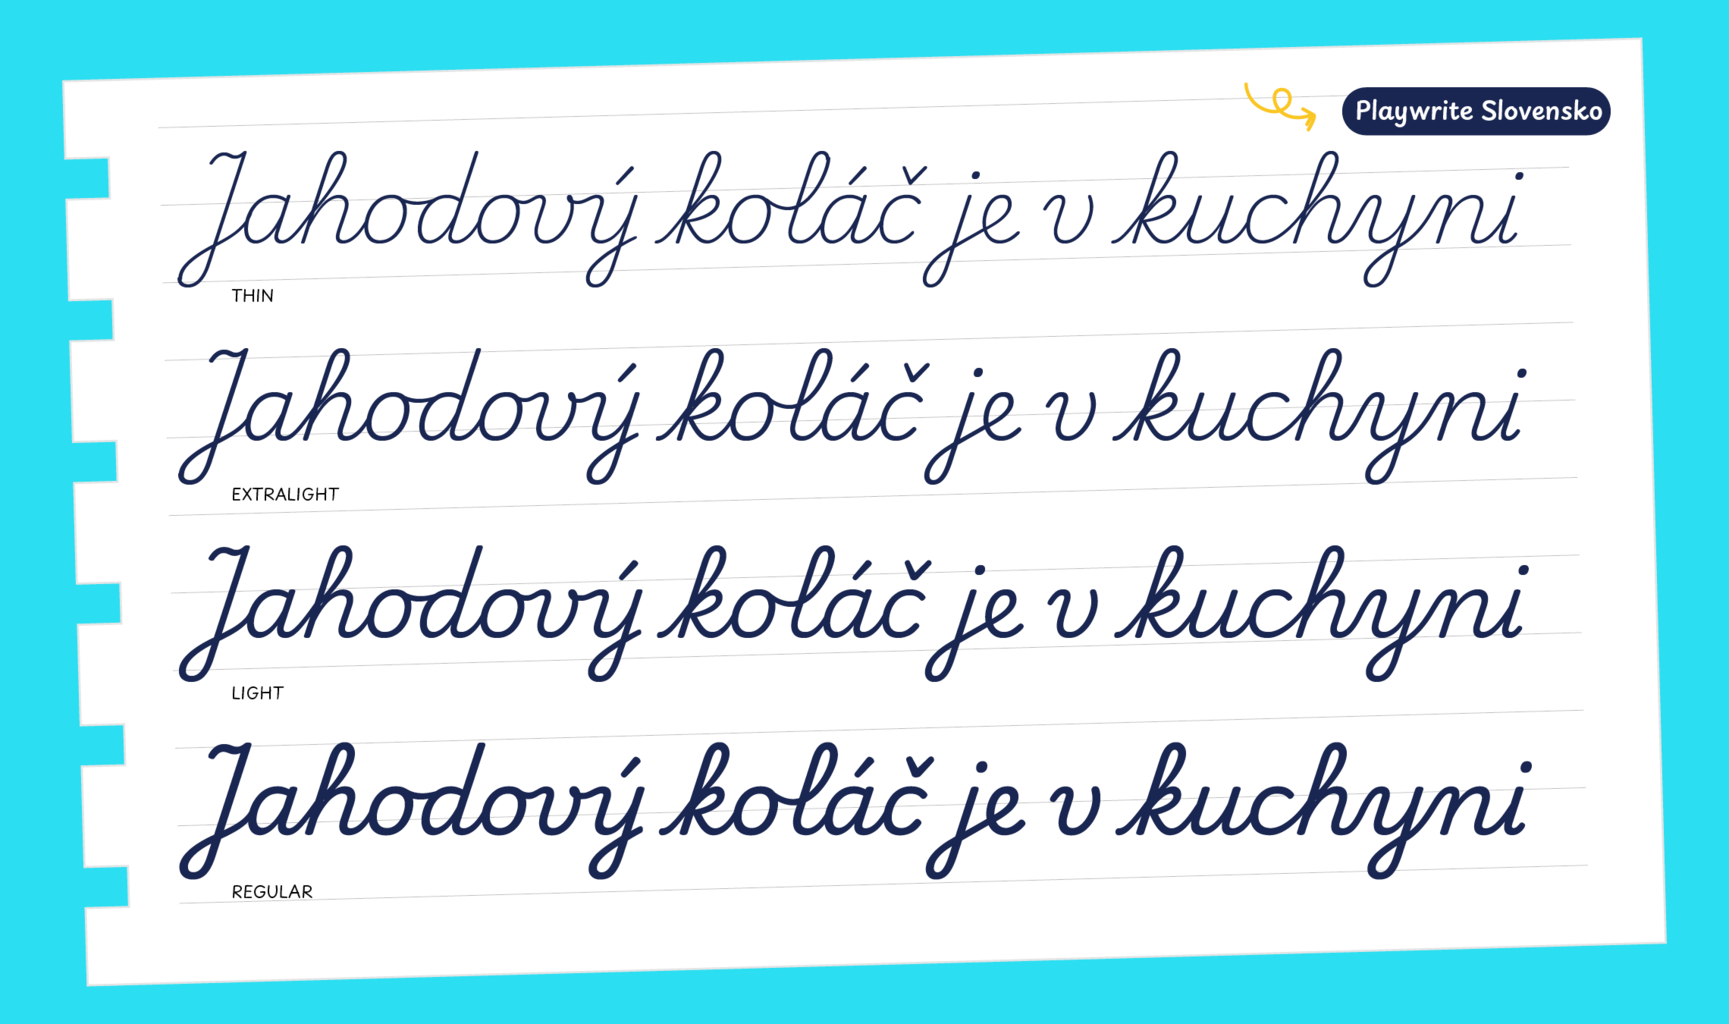 Playwrite Slovensko
Jahodový koláč je v kuchyni
THIN
Jahodový koláč je v kuchyni
EXTRALIGHT
Jahodový koláč je v kuchyni
LIGHT
Jahodový koláč je v kuchyni
REGULAR